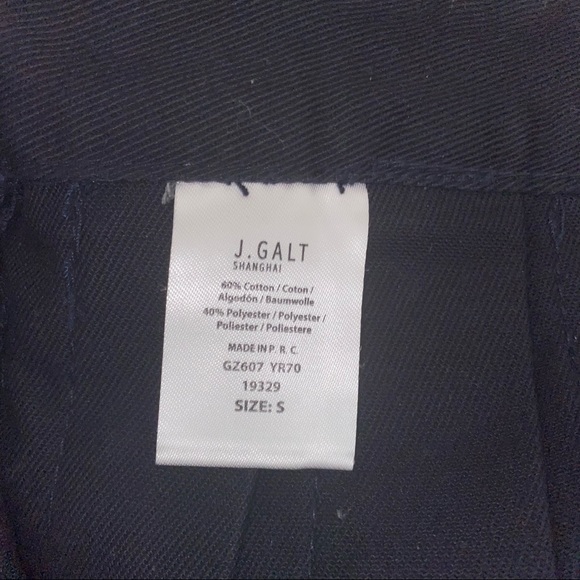 J.GALT
SHANGHAI
60% Cotton / Coton /
Algodón / Baumwolle
40% Polyester / Polyester /
Poliester / Poliestere
MADE IN P. R. C.
GZ607 YR70
19329
SIZE: S